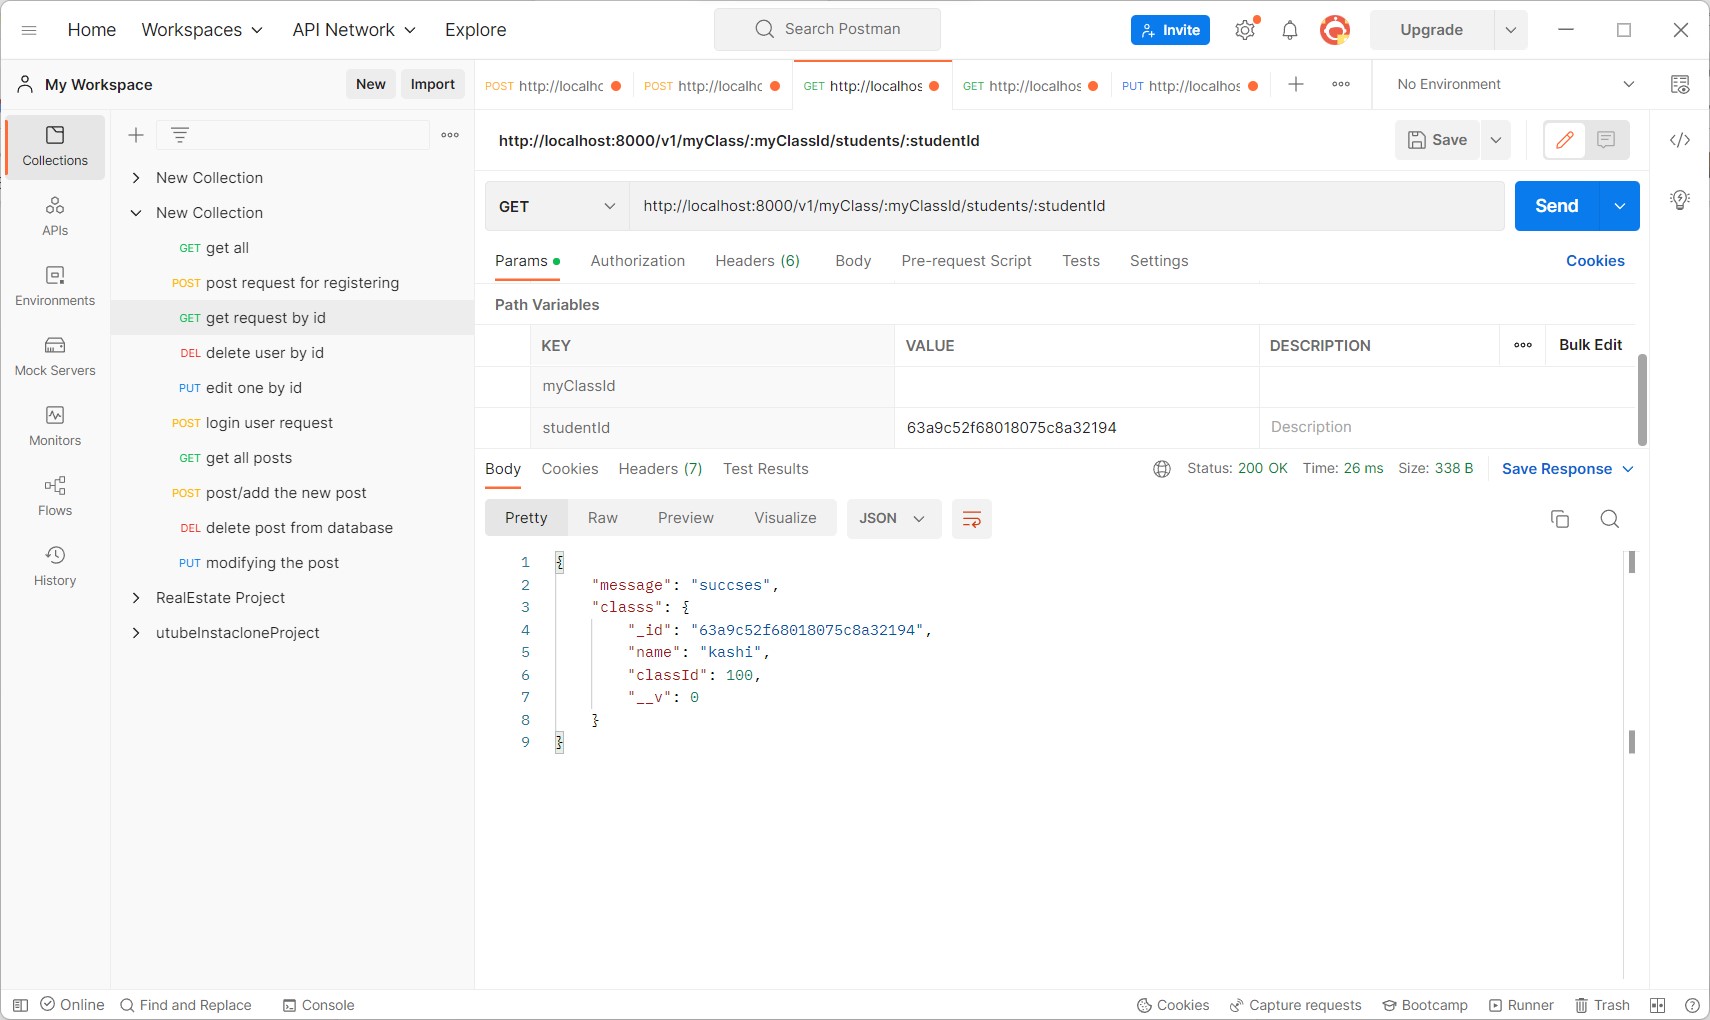 Home Workspaces API Network Explore Search Postman Invite Upgrade
My Workspace New Import POST http://localhc POST http://localhc GET http://localhos GET http://localhos PUT http://localhos No Environment
http://localhost:8000/v1/myClass/:myClassId/students/:studentId Save
Collections
APIs
Environments
Mock Servers
Monitors
Flows
History
New Collection
New Collection
GET get all
POST post request for registering
GET get request by id
DEL delete user by id
PUT edit one by id
POST login user request
GET get all posts
POST post/add the new post
DEL delete post from database
PUT modifying the post
RealEstate Project
utubeInstacloneProject
GET http://localhost:8000/v1/myClass/:myClassId/students/:studentId Send
Params Authorization Headers (6) Body Pre-request Script Tests Settings Cookies
Path Variables
KEY VALUE DESCRIPTION Bulk Edit
myClassId
studentId 63a9c52f68018075c8a32194 Description
Body Cookies Headers (7) Test Results Status: 200 OK Time: 26 ms Size: 338 B Save Response
Pretty Raw Preview Visualize JSON
1 {
2 "message": "succses",
3 "classs": {
4 "_id": "63a9c52f68018075c8a32194",
5 "name": "kashi",
6 "classId": 100,
7 "__v": 0
8 }
9 }
Online Find and Replace Console Cookies Capture requests Bootcamp Runner Trash